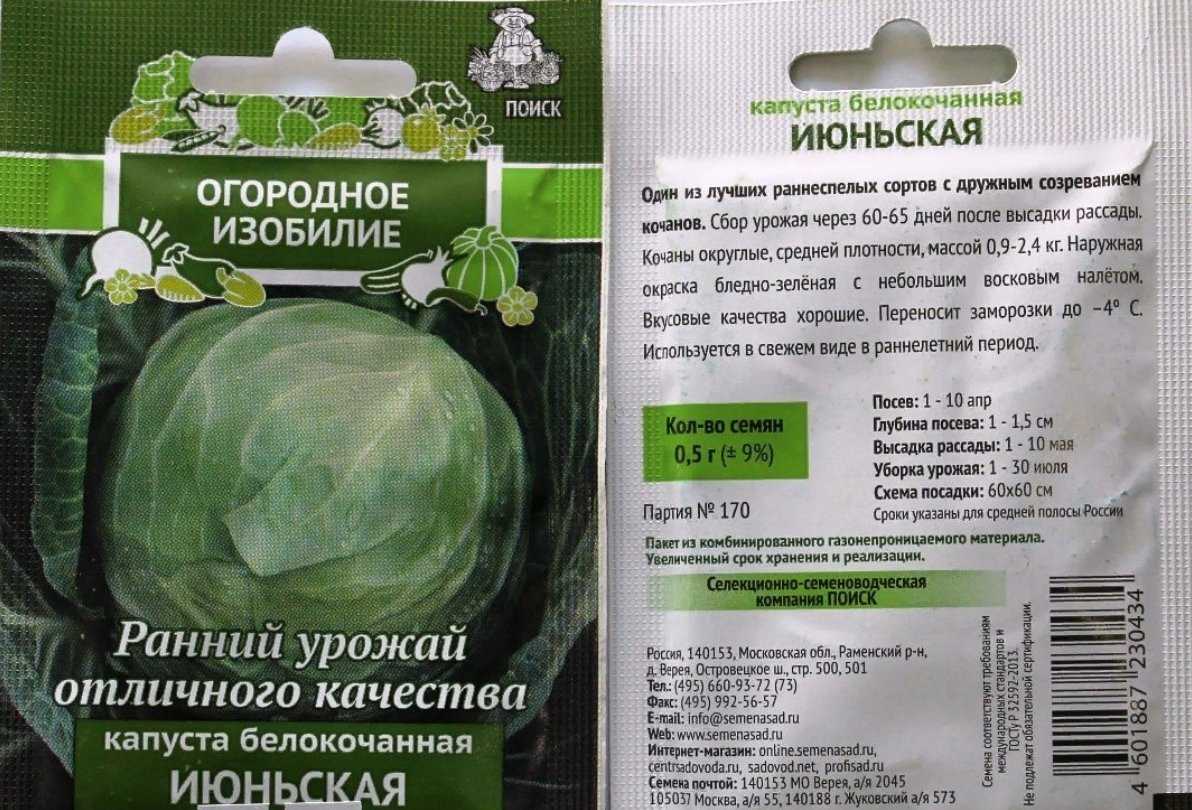 ПОИСК
ОГОРОДНОЕ
ИЗОБИЛИЕ
Ранний урожай
отличного качества
капуста белокочанная
ИЮНЬСКАЯ
капуста белокочанная
ИЮНЬСКАЯ
Один из лучших раннеспелых сортов с дружным созреванием
кочанов. Сбор урожая через 60-65 дней после высадки рассады.
Кочаны округлые, средней плотности, массой 0,9-2,4 кг. Наружная
окраска бледно-зелёная с небольшим восковым налётом.
Вкусовые качества хорошие. Переносит заморозки до −4° С.
Используется в свежем виде в раннелетний период.
Кол-во семян
0,5 г (± 9%)
Партия № 170
Посев: 1 - 10 апр
Глубина посева: 1 - 1,5 см
Высадка рассады: 1 - 10 мая
Уборка урожая: 1 - 30 июля
Схема посадки: 60х60 см
Сроки указаны для средней полосы России
Пакет из комбинированного газонепроницаемого материала.
Увеличенный срок хранения и реализации.
Селекционно-семеноводческая
компания ПОИСК
Россия, 140153, Московская обл., Раменский р-н,
д. Верея, Островецкое ш., стр. 500, 501
Тел.: (495) 660-93-72 (73)
Факс: (495) 992-56-57
E-mail: info@semenasad.ru
Web: www.semenasad.ru
Интернет-магазин: online.semenasad.ru,
centrsadovoda.ru, sadovod.net, profisad.ru
Семена почтой: 140153 МО Верея, а/я 2045
105037 Москва, а/я 55, 140188 г. Жуковский а/я 573
Семена соответствуют требованиям
международных стандартов и
ГОСТу Р 32592-2013.
Не подлежат обязательной сертификации.
4 601887 230434